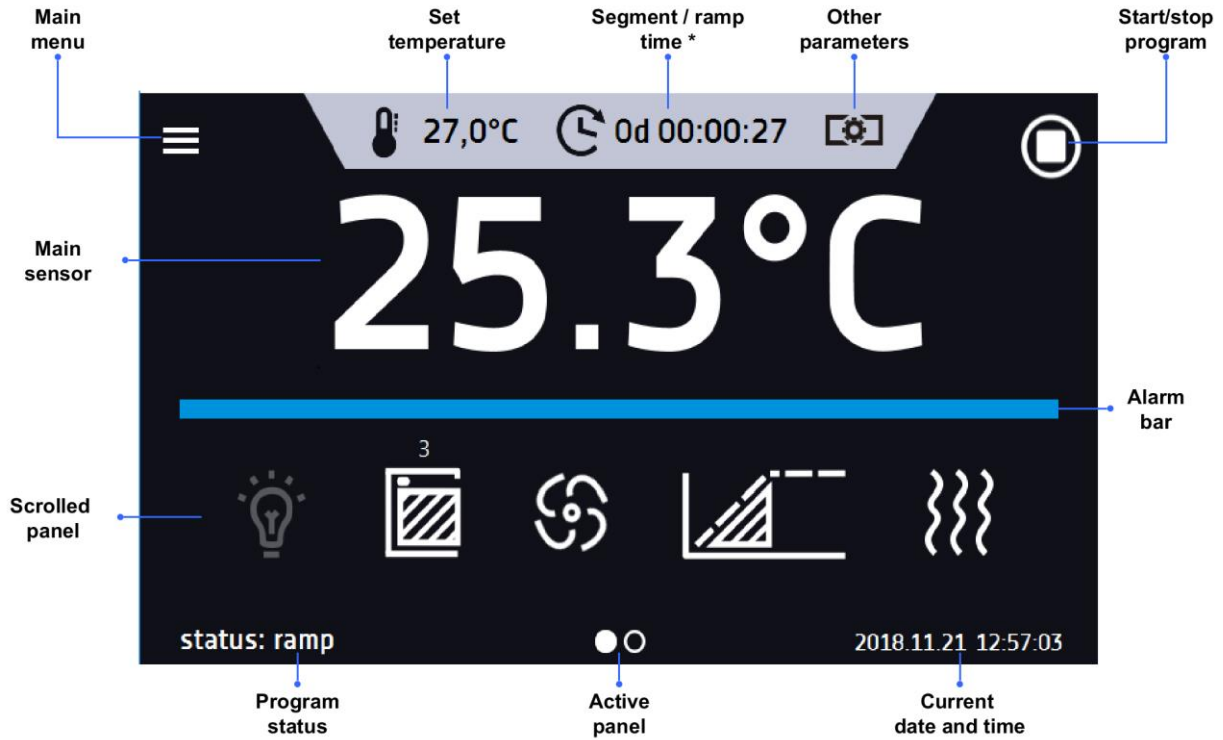 Main
menu
Set
temperature
Segment / ramp
time *
Other
parameters
Start/stop
program
27,0°C
0d 00:00:27
25.3°C
Main
sensor
Alarm
bar
3
Scrolled
panel
status: ramp
2018.11.21 12:57:03
Program
status
Active
panel
Current
date and time